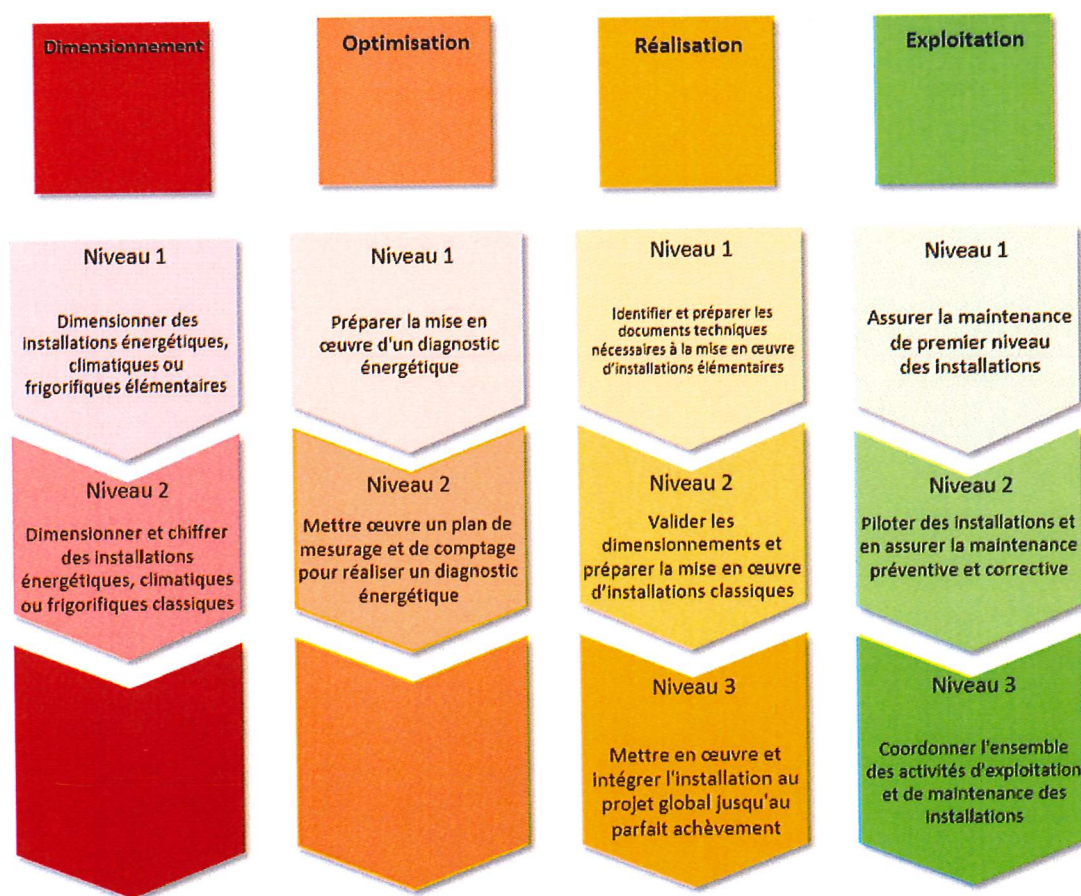 Dimensionnement
Optimisation
Réalisation
Exploitation
Niveau 1
Dimensionner des
installations énergétiques,
climatiques ou
frigorifiques élémentaires
Niveau 1
Préparer la mise en
œuvre d'un diagnostic
énergétique
Niveau 1
Identifier et préparer les
documents techniques
nécessaires à la mise en œuvre
d'installations élémentaires
Niveau 1
Assurer la maintenance
de premier niveau
des installations
Niveau 2
Dimensionner et chiffrer
des installations
énergétiques, climatiques
ou frigorifiques classiques
Niveau 2
Mettre œuvre un plan de
mesurage et de comptage
pour réaliser un diagnostic
énergétique
Niveau 2
Valider les
dimensionnements et
préparer la mise en œuvre
d'installations classiques
Niveau 2
Piloter des installations et
en assurer la maintenance
préventive et corrective
Niveau 3
Mettre en œuvre et
intégrer l'installation au
projet global jusqu'au
parfait achèvement
Niveau 3
Coordonner l'ensemble
des activités d'exploitation
et de maintenance des
installations